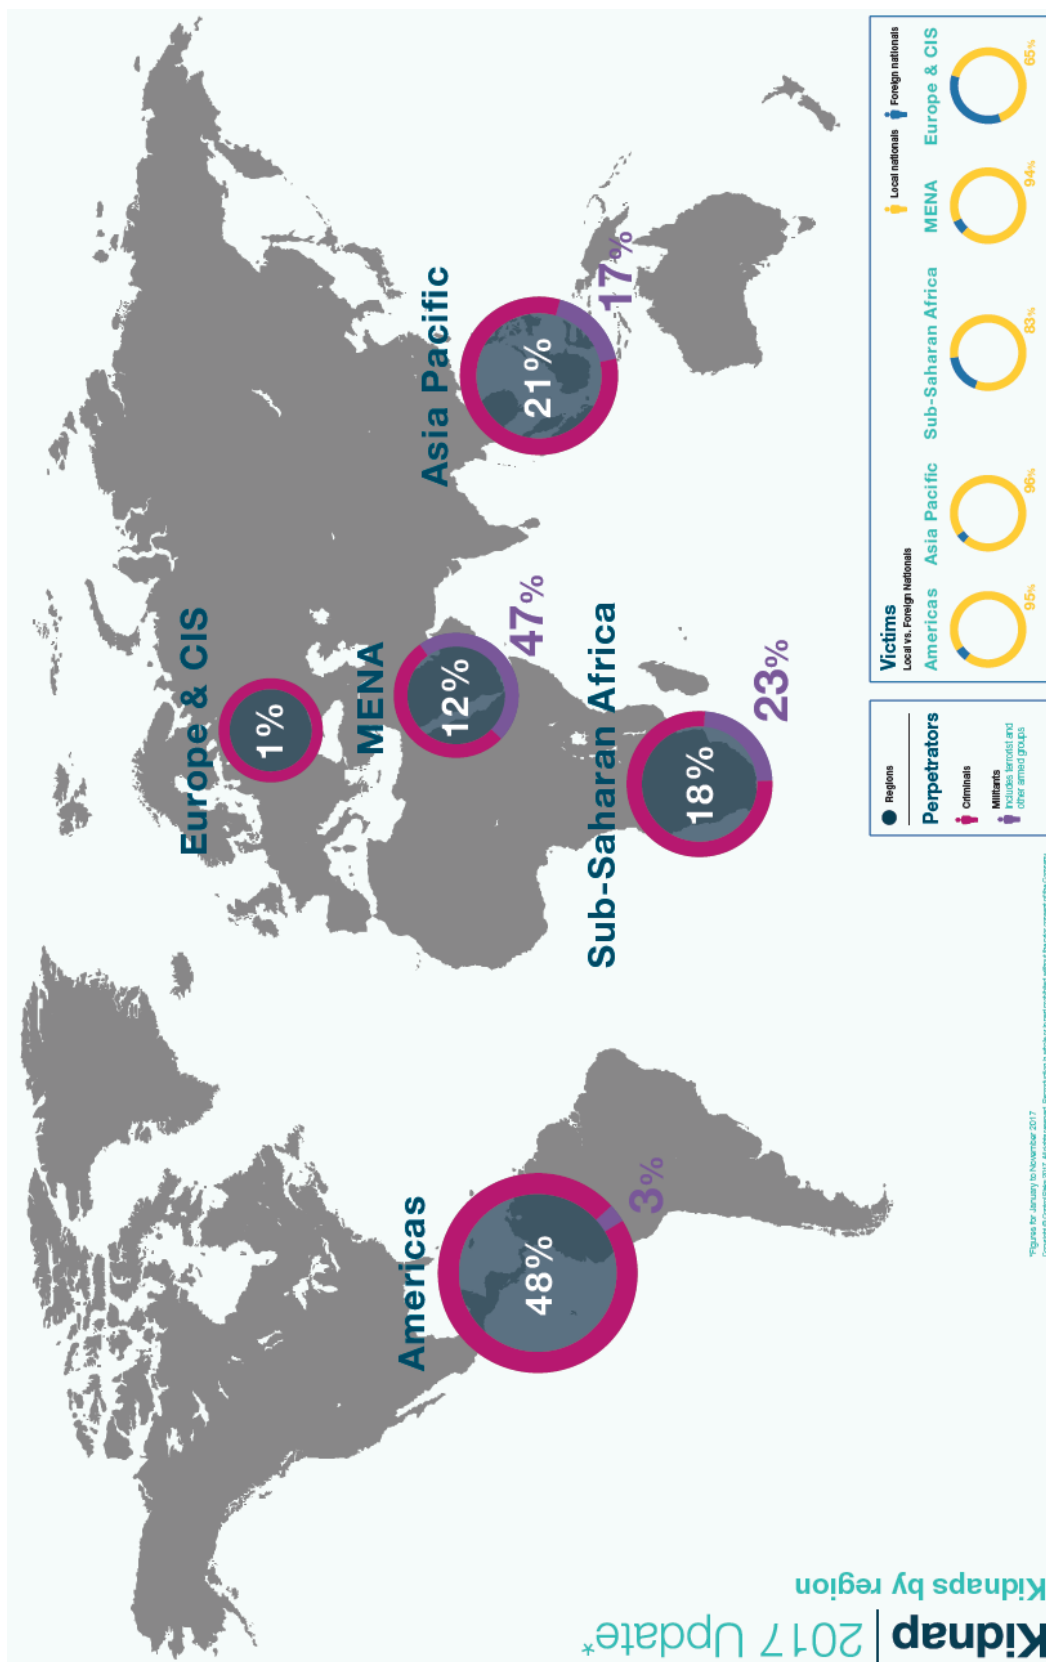 Kidnap | 2017 Update*
Kidnaps by region
Americas
48%
3%
Europe & CIS
1%
MENA
12%
47%
Sub-Saharan Africa
18%
23%
Asia Pacific
21%
17%
*Figures for January to November 2017
Regions
Perpetrators
Criminals
Militants
Includes terrorist and
other armed groups
Victims
Local vs. Foreign Nationals
Local nationals
Foreign nationals
Americas
95%
Asia Pacific
96%
Sub-Saharan Africa
83%
MENA
94%
Europe & CIS
65%